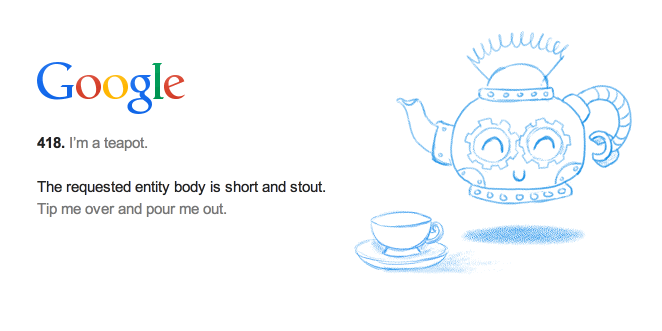 Google
418. I'm a teapot.
The requested entity body is short and stout.
Tip me over and pour me out.